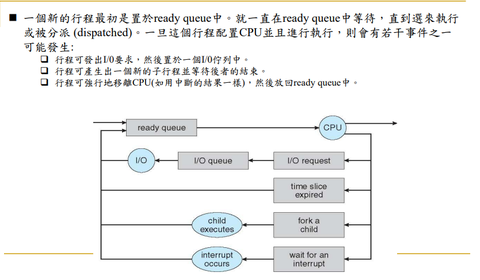 一個新的行程最初是置於ready queue中。就一直在ready queue中等待，直到選來執行
或被分派 (dispatched)。一旦這個行程配置CPU並且進行執行，則會有若干事件之一
可能發生:
行程可發出I/O要求，然後置於一個I/O佇列中。
行程可產生出一個新的子行程並等待後者的結束。
行程可強行地移離CPU(如用中斷的結果一樣)，然後放回ready queue中。
ready queue
CPU
I/O
I/O queue
I/O request
time slice
expired
child
executes
fork a
child
interrupt
occurs
wait for an
interrupt